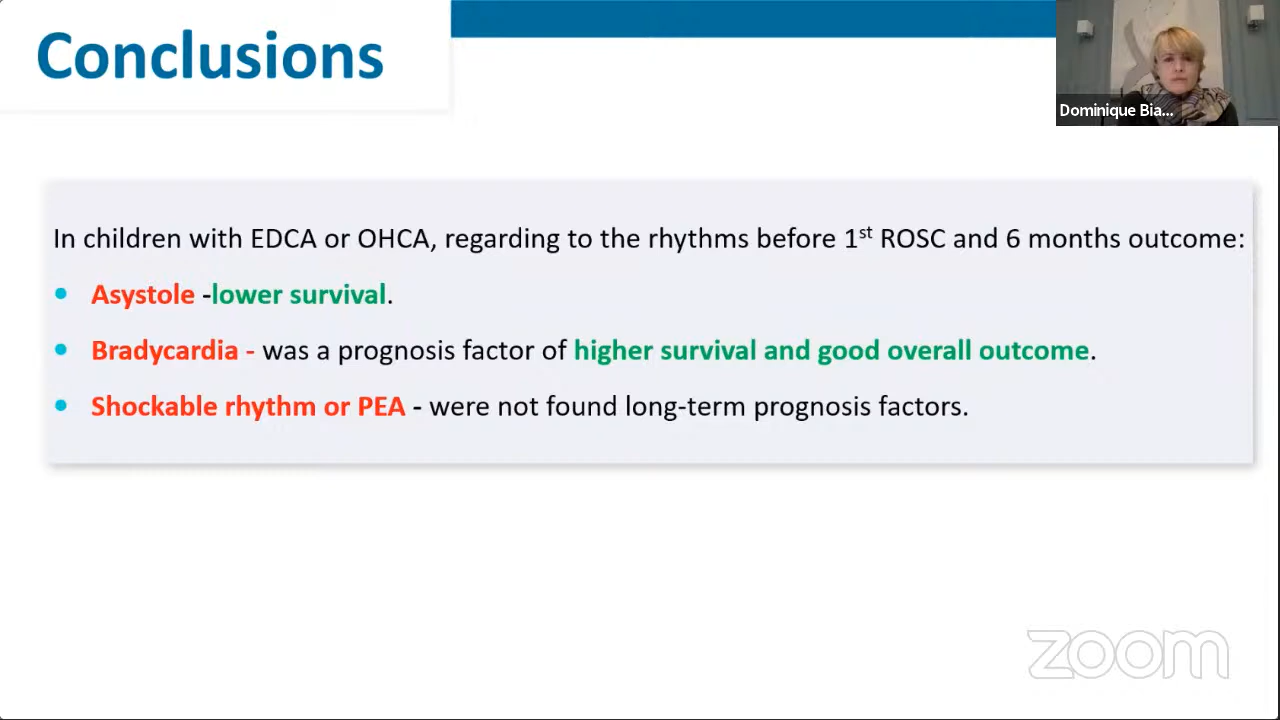 Conclusions
Dominique Bia...
In children with EDCA or OHCA, regarding to the rhythms before 1st ROSC and 6 months outcome:
Asystole -lower survival.
Bradycardia - was a prognosis factor of higher survival and good overall outcome.
Shockable rhythm or PEA - were not found long-term prognosis factors.
zoom